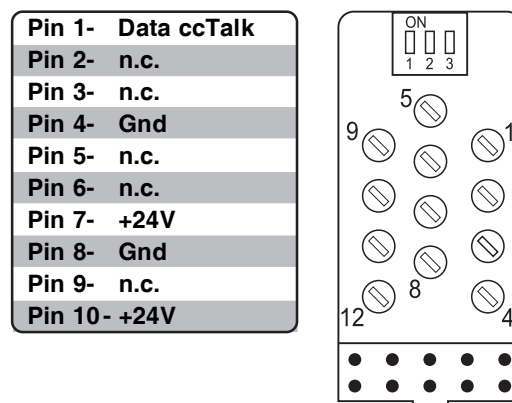 Pin 1- Data ccTalk
Pin 2- n.c.
Pin 3- n.c.
Pin 4- Gnd
Pin 5- n.c.
Pin 6- n.c.
Pin 7- +24V
Pin 8- Gnd
Pin 9- n.c.
Pin 10- +24V
ON
1 2 3
5
9
1
8
12
4